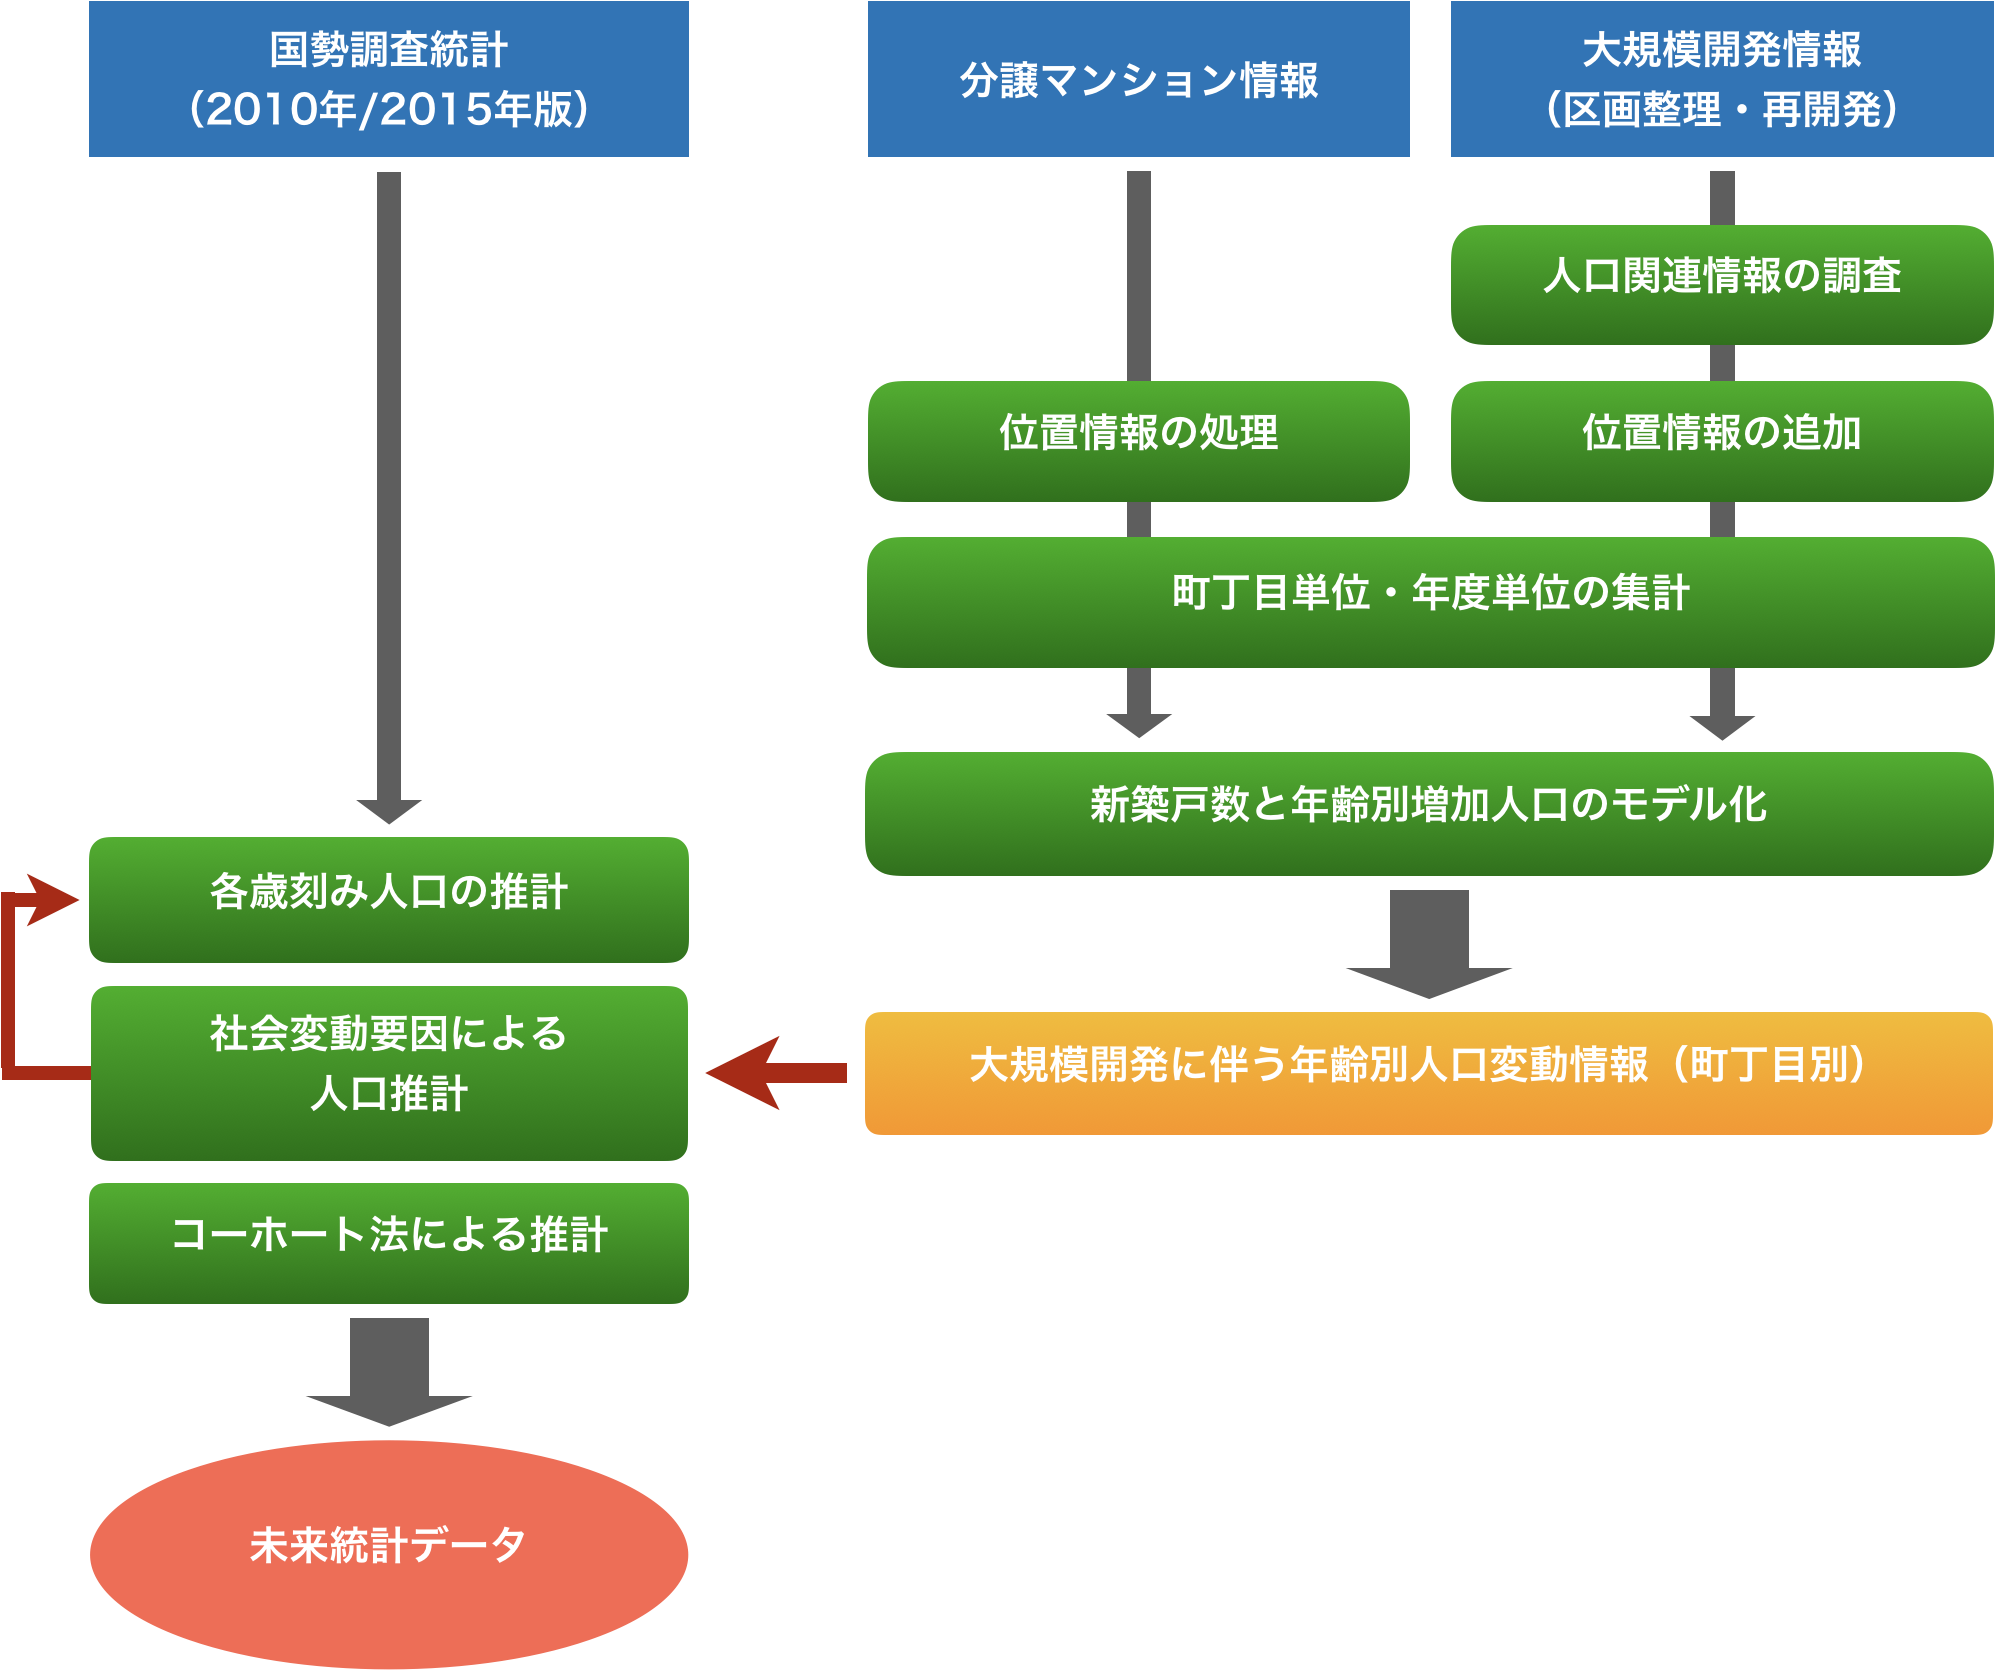 国勢調査統計
（2010年/2015年版）
分譲マンション情報
大規模開発情報
（区画整理・再開発）
人口関連情報の調査
位置情報の処理
位置情報の追加
町丁目単位・年度単位の集計
新築戸数と年齢別増加人口のモデル化
各歳刻み人口の推計
社会変動要因による
人口推計
大規模開発に伴う年齢別人口変動情報（町丁目別）
コーホート法による推計
未来統計データ